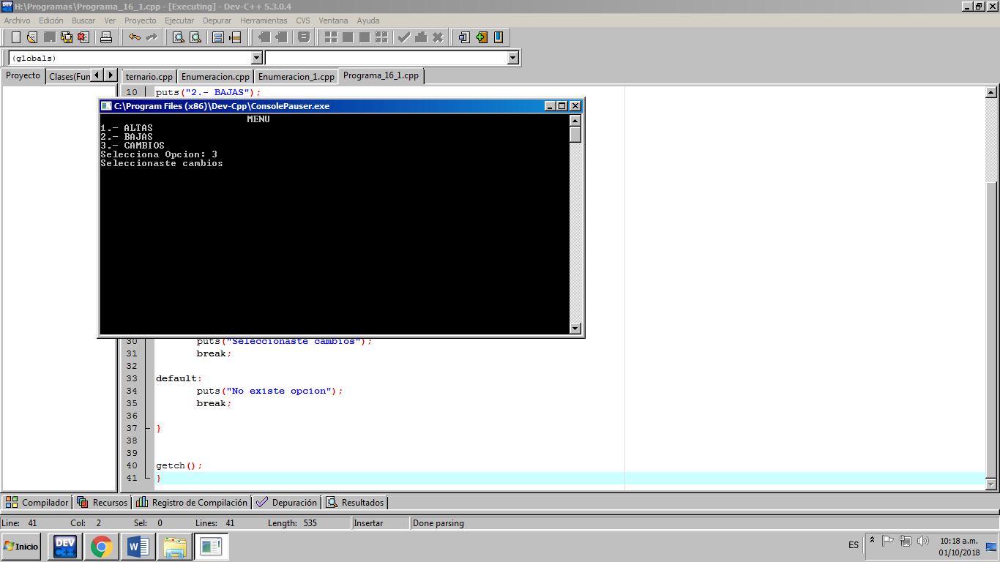 H:\Programas\Programa_16_1.cpp - [Executing] - Dev-C++ 5.3.0.4
Archivo Edición Buscar Ver Proyecto Ejecutar Depurar Herramientas CVS Ventana Ayuda
(globals)
Proyecto Clases(Fun ternario.cpp Enumeracion.cpp Enumeracion_1.cpp Programa_16_1.cpp
10 puts("2.- BAJAS");
C:\Program Files (x86)\Dev-Cpp\ConsolePauser.exe
MENU
1.- ALTAS
2.- BAJAS
3.- CAMBIOS
Selecciona Opcion: 3
Seleccionaste cambios
30 puts("Seleccionaste cambios");
31 break;
32
33 default:
34 puts("No existe opcion");
35 break;
36
37 }
38
39
40 getch();
41 }
Compilador Recursos Registro de Compilación Depuración Resultados
Line: 41 Col: 2 Sel: 0 Lines: 41 Length: 535 Insertar Done parsing
Inicio DEV C++ ES 10:18 a.m.
01/10/2018